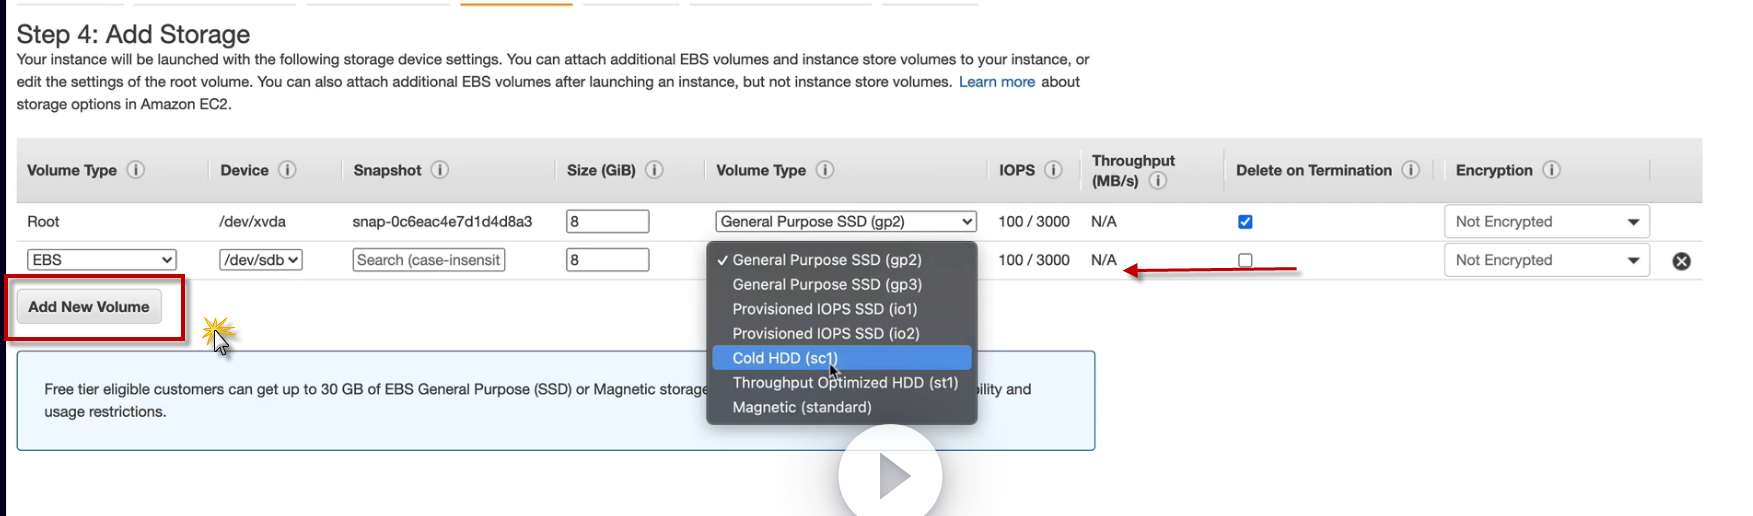 Step 4: Add Storage
Your instance will be launched with the following storage device settings. You can attach additional EBS volumes and instance store volumes to your instance, or
edit the settings of the root volume. You can also attach additional EBS volumes after launching an instance, but not instance store volumes. Learn more about
storage options in Amazon EC2.
Volume Type i Device i Snapshot i Size (GiB) i Volume Type i IOPS i Throughput (MB/s) i Delete on Termination i Encryption i
Root /dev/xvda snap-0c6eac4e7d1d4d8a3 8 General Purpose SSD (gp2) 100 / 3000 N/A Not Encrypted
EBS /dev/sdb Search (case-insensit 8 100 / 3000 N/A Not Encrypted
General Purpose SSD (gp2)
General Purpose SSD (gp3)
Provisioned IOPS SSD (io1)
Provisioned IOPS SSD (io2)
Cold HDD (sc1)
Throughput Optimized HDD (st1)
Magnetic (standard)
Add New Volume
Free tier eligible customers can get up to 30 GB of EBS General Purpose (SSD) or Magnetic storage and
usage restrictions.